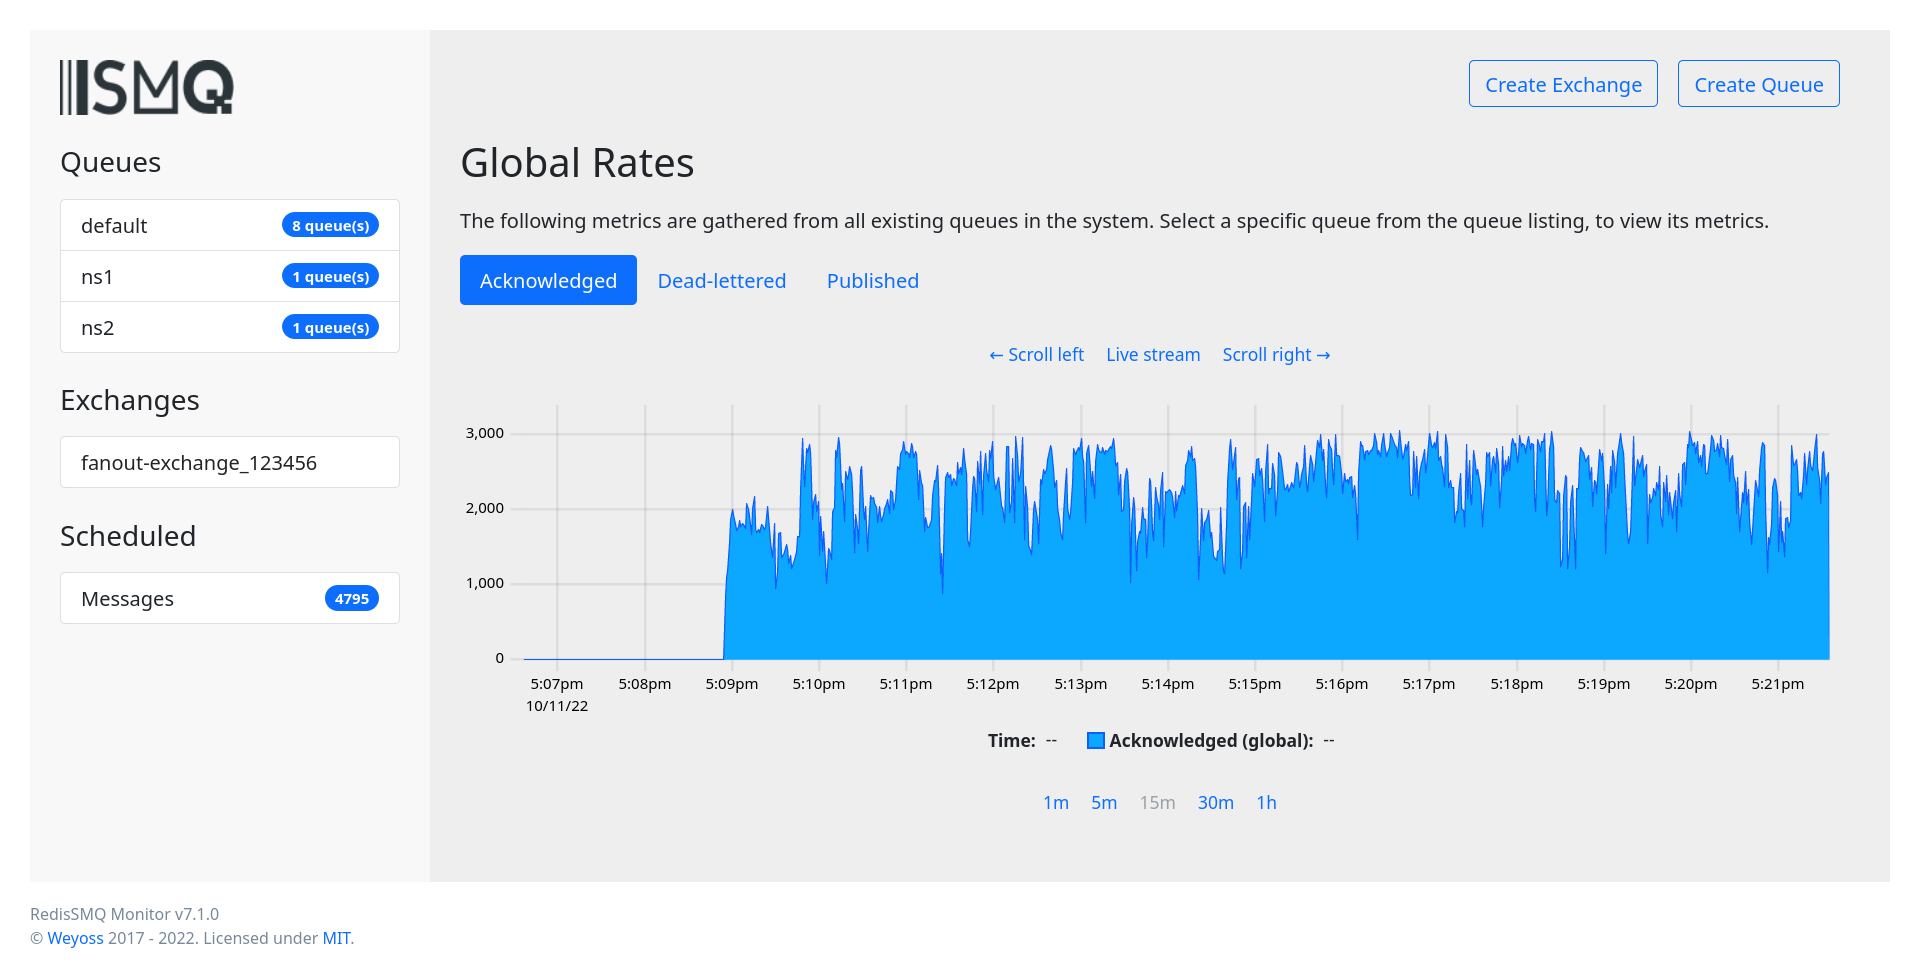 ISMQ
Create Exchange
Create Queue
Queues
default 8 queue(s)
ns1 1 queue(s)
ns2 1 queue(s)
Exchanges
fanout-exchange_123456
Scheduled
Messages 4795
Global Rates
The following metrics are gathered from all existing queues in the system. Select a specific queue from the queue listing, to view its metrics.
Acknowledged Dead-lettered Published
← Scroll left Live stream Scroll right →
3,000
2,000
1,000
0
5:07pm 5:08pm 5:09pm 5:10pm 5:11pm 5:12pm 5:13pm 5:14pm 5:15pm 5:16pm 5:17pm 5:18pm 5:19pm 5:20pm 5:21pm
10/11/22
Time: -- Acknowledged (global): --
1m 5m 15m 30m 1h
RedisSMQ Monitor v7.1.0
© Weyoss 2017 - 2022. Licensed under MIT.